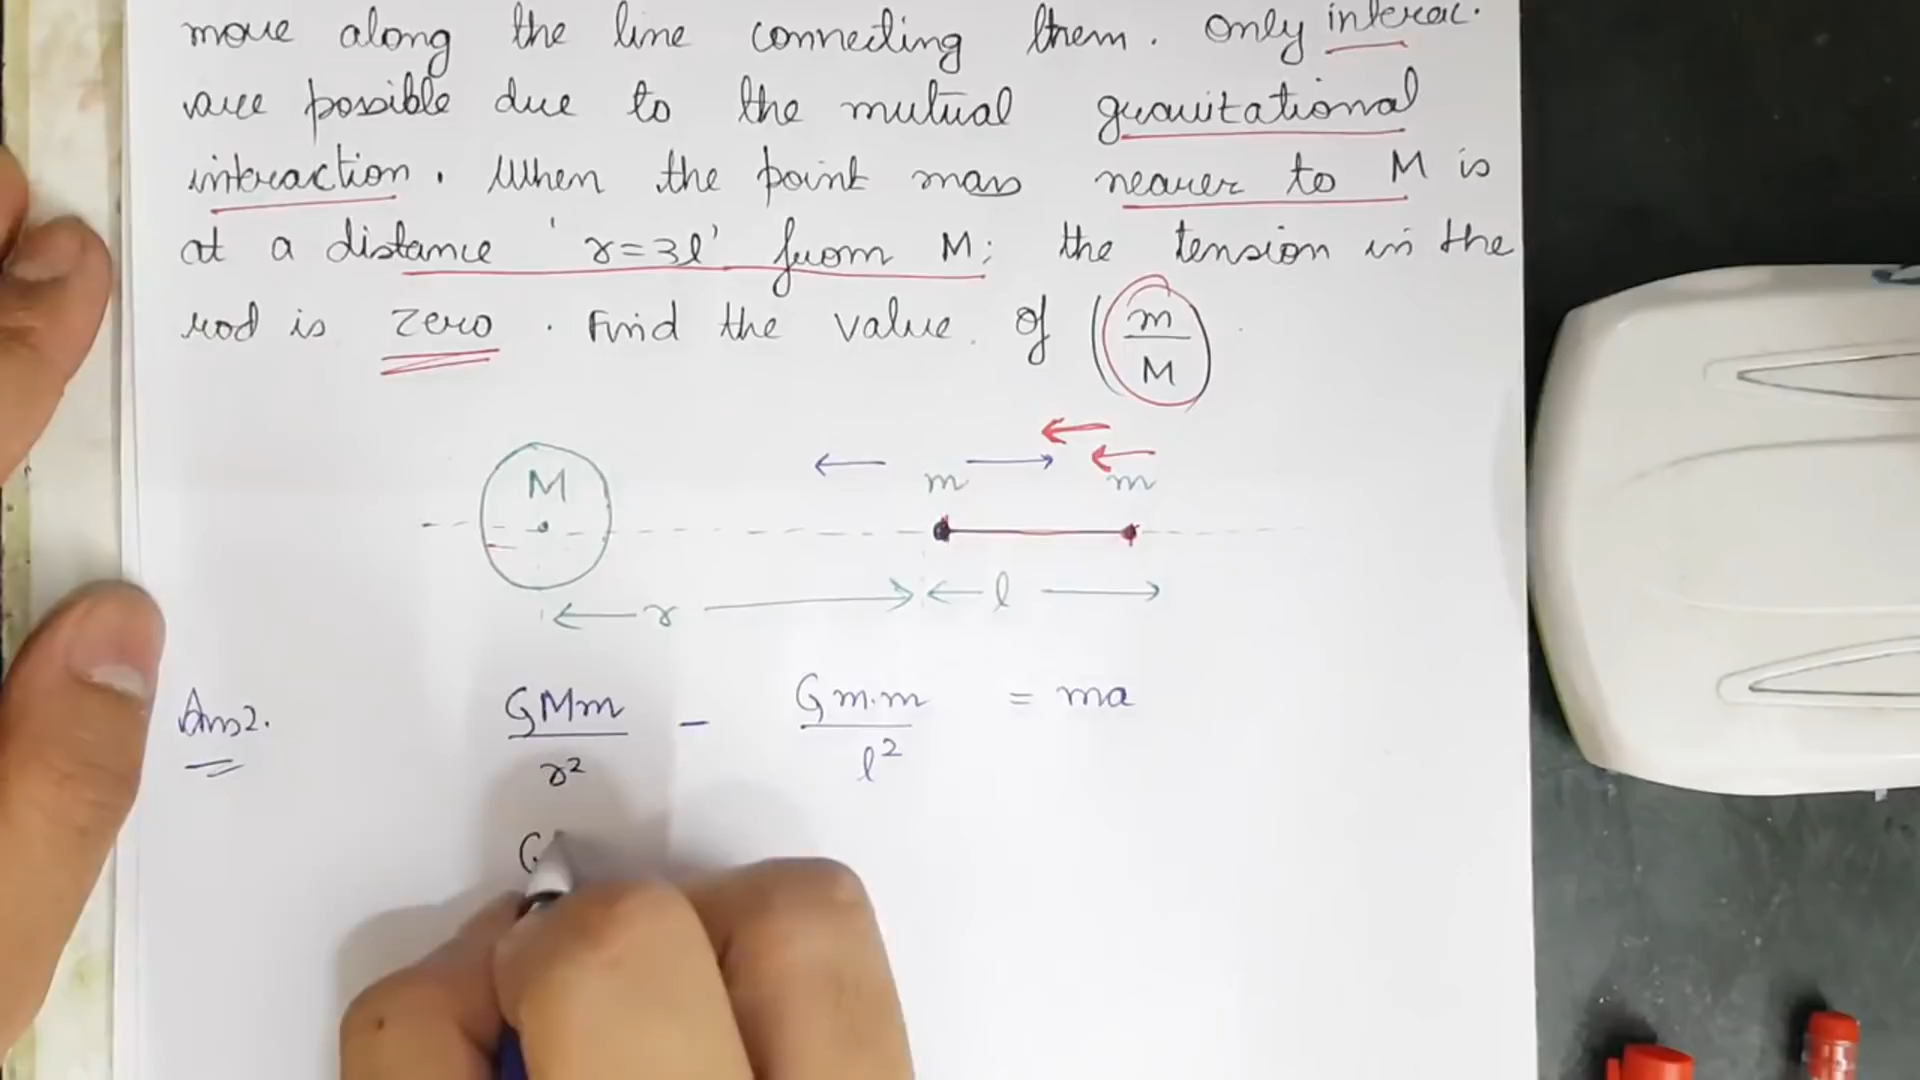 move along the line connecting them. Only interac.
are possible due to the mutual gravitational
interaction. When the point mass nearer to M is
at a distance 'r=3l' from M; the tension in the
rod is zero. Find the value of (m/M)
M m m
r l
Ans2. GMm/r² - Gm.m/l² = ma
G